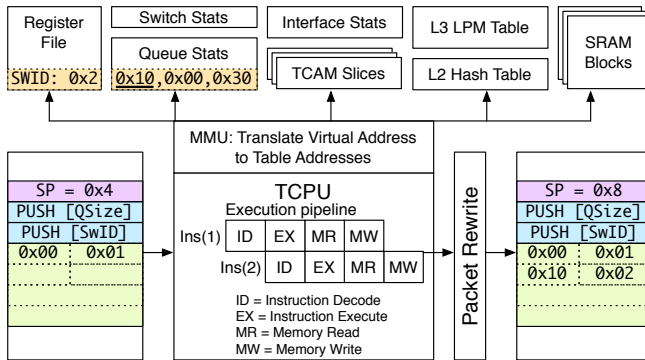 Register
File
SWID: 0x2
Switch Stats
Queue Stats
0x10,0x00,0x30
Interface Stats
TCAM Slices
L3 LPM Table
L2 Hash Table
SRAM
Blocks
MMU: Translate Virtual Address
to Table Addresses
SP = 0x4
PUSH [QSize]
PUSH [SwID]
0x00 0x01
TCPU
Execution pipeline
Ins(1) ID EX MR MW
Ins(2) ID EX MR MW
ID = Instruction Decode
EX = Instruction Execute
MR = Memory Read
MW = Memory Write
Packet Rewrite
SP = 0x8
PUSH [QSize]
PUSH [SwID]
0x00 0x01
0x10 0x02